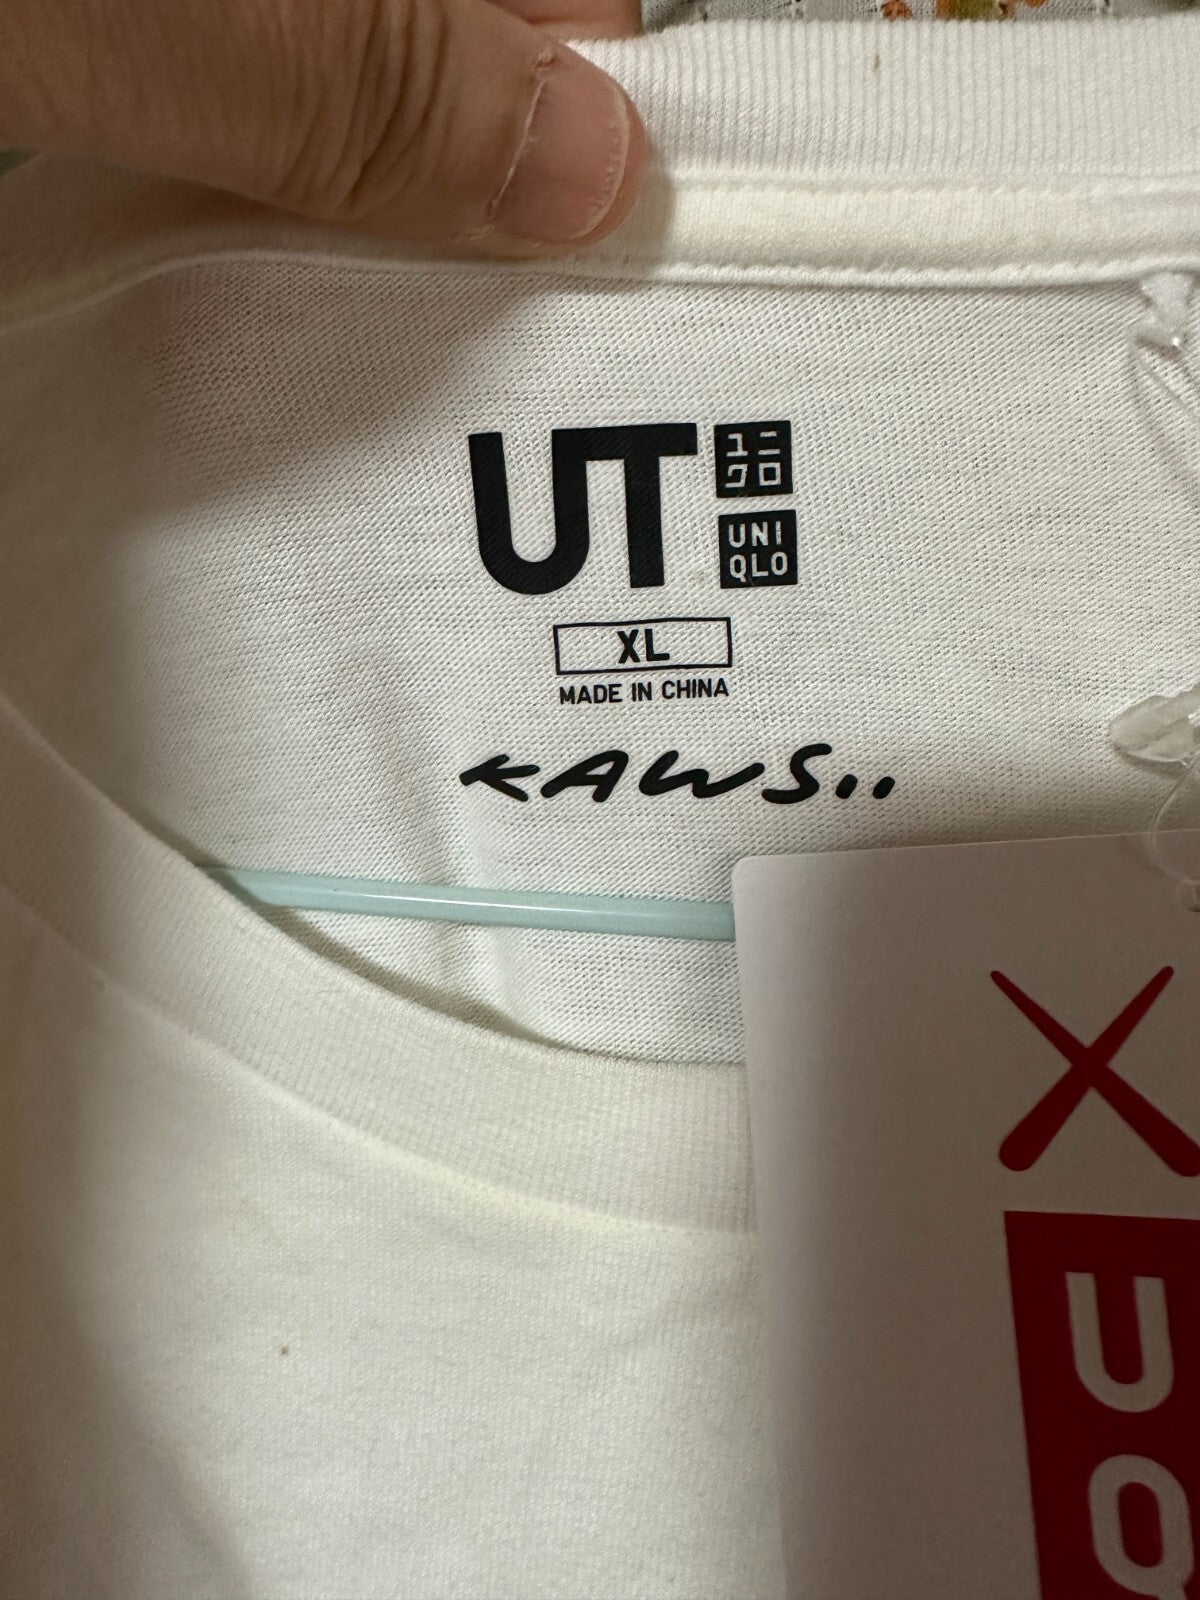 UT
ユニ
クロ
UNI
QLO
XL
MADE IN CHINA
KAWS..
U
Q